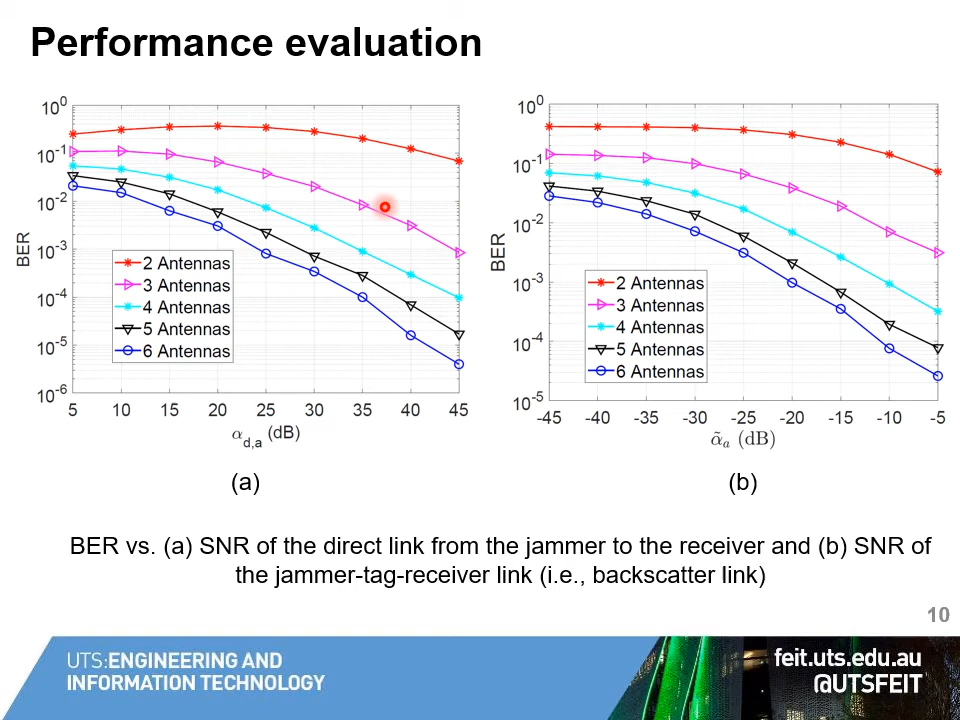 Performance evaluation
10^0
10^-1
10^-2
10^-3
10^-4
10^-5
10^-6
BER
2 Antennas
3 Antennas
4 Antennas
5 Antennas
6 Antennas
5 10 15 20 25 30 35 40 45
α_d,a (dB)
(a)
10^0
10^-1
10^-2
10^-3
10^-4
10^-5
BER
2 Antennas
3 Antennas
4 Antennas
5 Antennas
6 Antennas
-45 -40 -35 -30 -25 -20 -15 -10 -5
α̃_a (dB)
(b)
BER vs. (a) SNR of the direct link from the jammer to the receiver and (b) SNR of
the jammer-tag-receiver link (i.e., backscatter link)
10
UTS:ENGINEERING AND
INFORMATION TECHNOLOGY
feit.uts.edu.au
@UTSFEIT